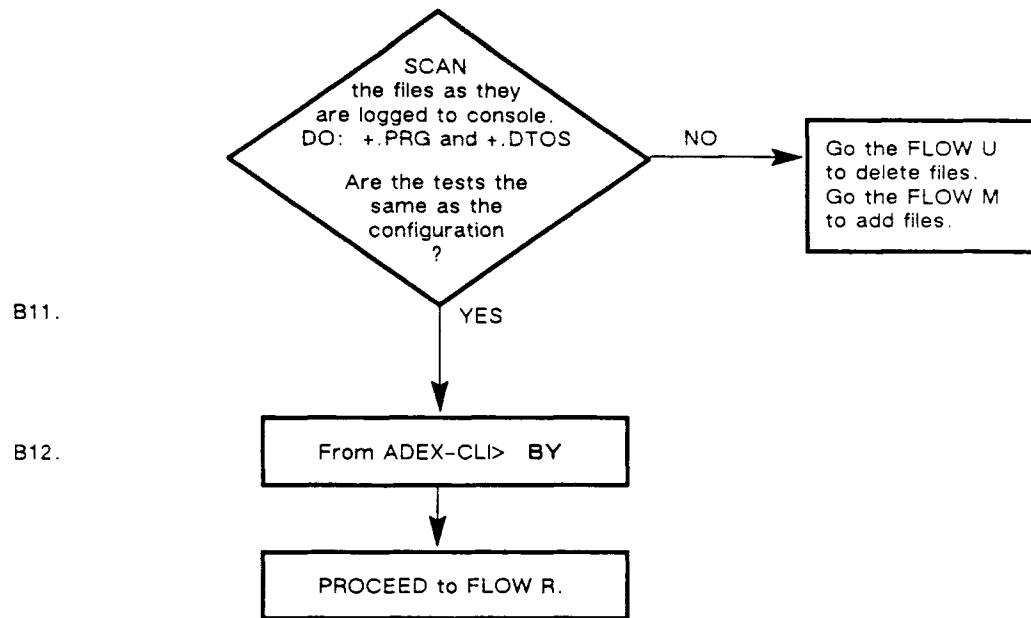 SCAN
the files as they
are logged to console.
DO: +.PRG and +.DTOS
Are the tests the
same as the
configuration
?
NO
Go the FLOW U
to delete files.
Go the FLOW M
to add files.
B11.
YES
B12.
From ADEX-CLI> BY
PROCEED to FLOW R.